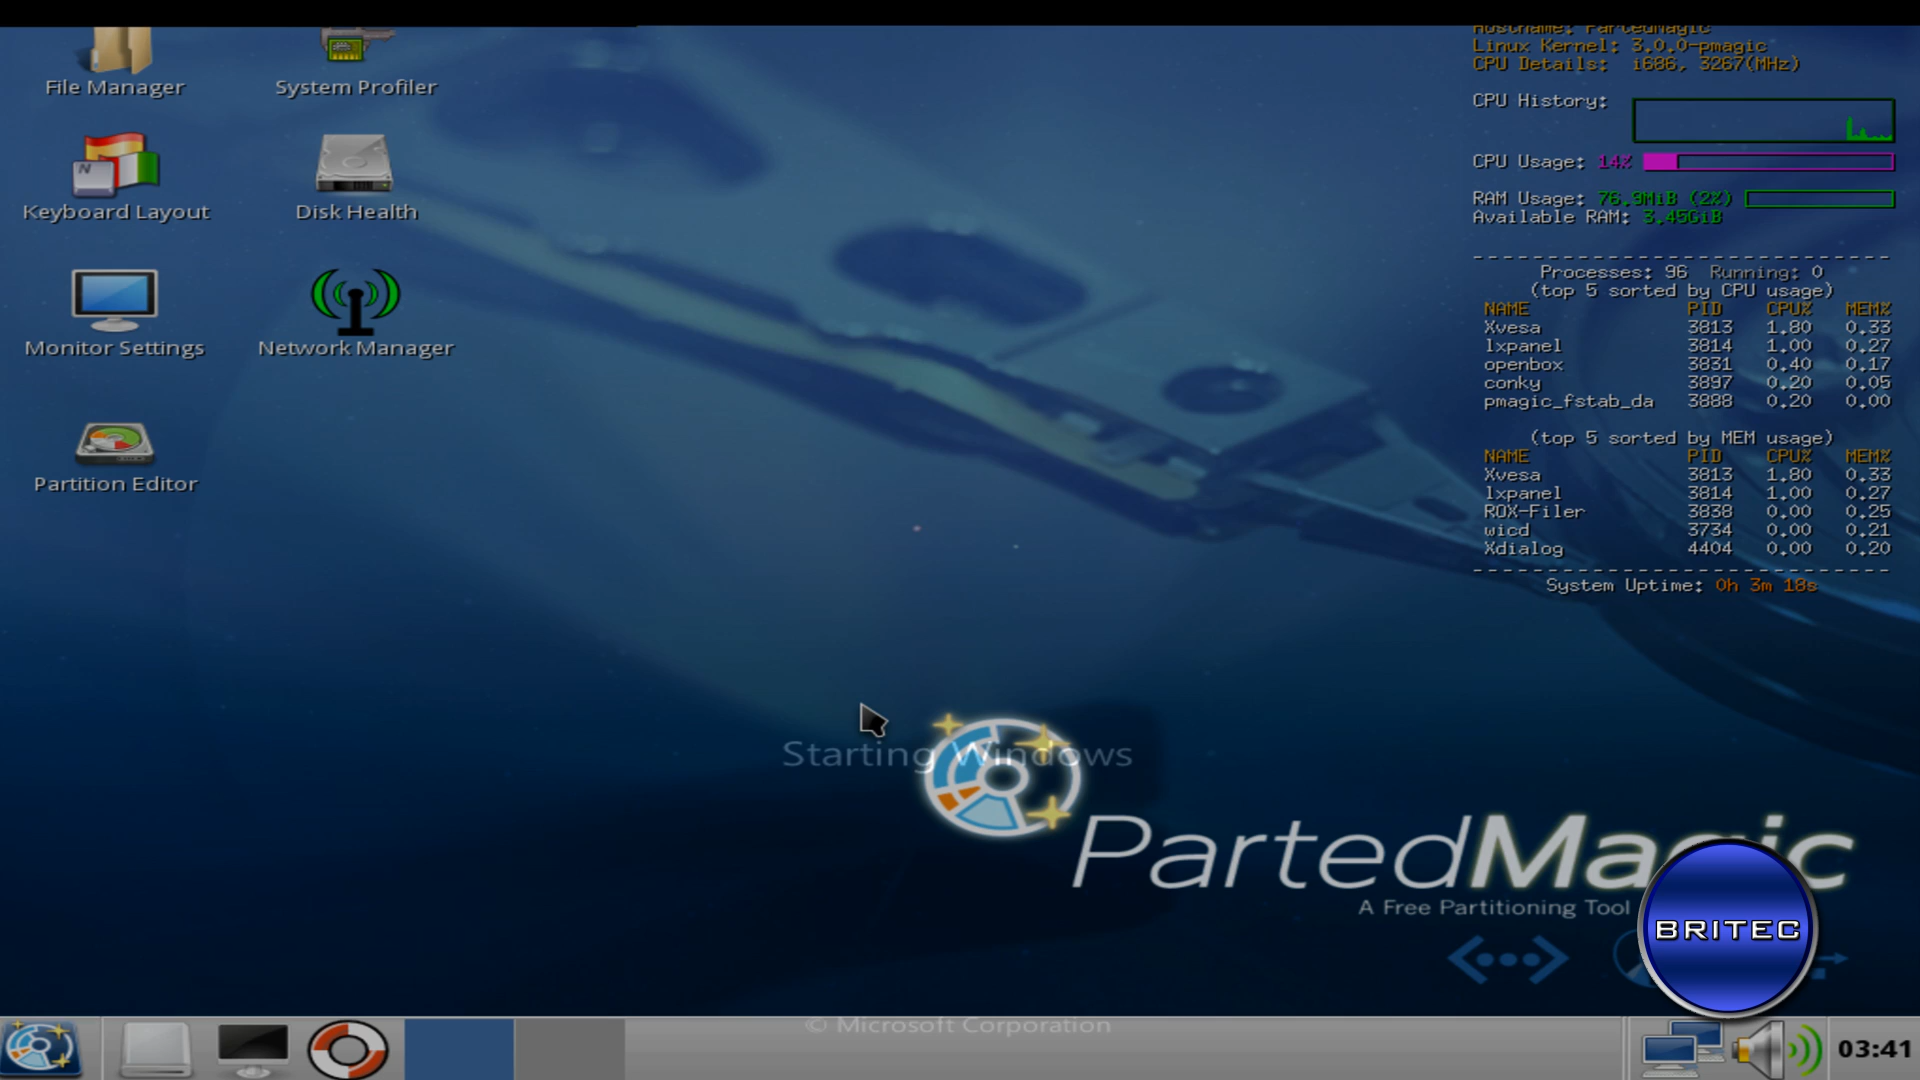 File Manager
System Profiler
Keyboard Layout
Disk Health
Monitor Settings
Network Manager
Partition Editor
Hostname: PartedMagic
Linux Kernel: 3.0.0-pmagic
CPU Details: i686, 3267(MHz)
CPU History:
CPU Usage: 14%
RAM Usage: 76.9MiB (2%)
Available RAM: 3.45GiB
Processes: 96 Running: 0
(top 5 sorted by CPU usage)
NAME PID CPU% MEM%
Xvesa 3813 1.80 0.33
lxpanel 3814 1.00 0.27
openbox 3831 0.40 0.17
conky 3897 0.20 0.05
pmagic_fstab_da 3888 0.20 0.00
(top 5 sorted by MEM usage)
NAME PID CPU% MEM%
Xvesa 3813 1.80 0.33
lxpanel 3814 1.00 0.27
ROX-Filer 3838 0.00 0.25
wicd 3734 0.00 0.21
Xdialog 4404 0.00 0.20
System Uptime: 0h 3m 18s
Starting Windows
PartedMagic
A Free Partitioning Tool
BRITEC
© Microsoft Corporation
03:41